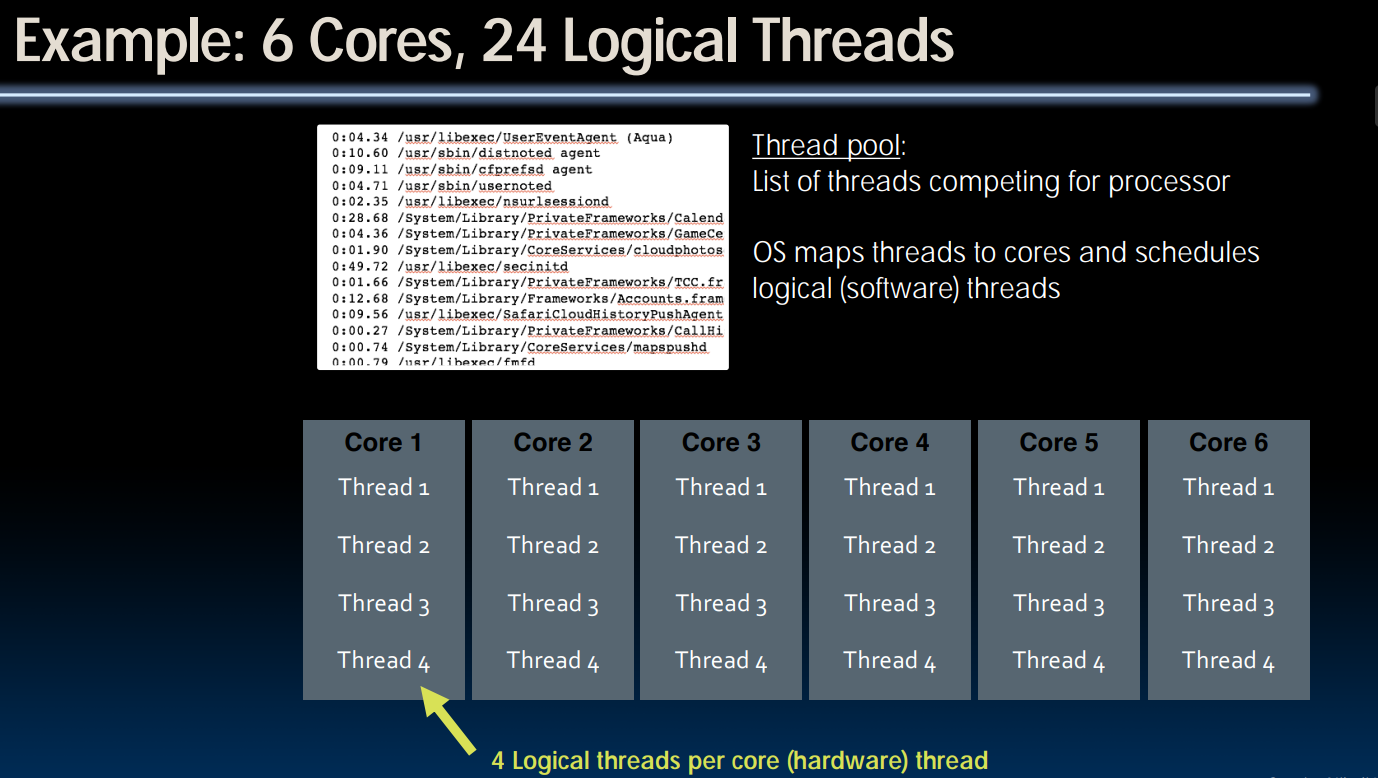 Example: 6 Cores, 24 Logical Threads
0:04.34 /usr/libexec/UserEventAgent (Aqua)
0:10.60 /usr/sbin/distnoted agent
0:09.11 /usr/sbin/cfprefsd agent
0:04.71 /usr/sbin/usernoted
0:02.35 /usr/libexec/nsurlsessiond
0:28.68 /System/Library/PrivateFrameworks/Calend
0:04.36 /System/Library/PrivateFrameworks/GameCe
0:01.90 /System/Library/CoreServices/cloudphotos
0:49.72 /usr/libexec/secinitd
0:01.66 /System/Library/PrivateFrameworks/TCC.fr
0:12.68 /System/Library/Frameworks/Accounts.fram
0:09.56 /usr/libexec/SafariCloudHistoryPushAgent
0:00.27 /System/Library/PrivateFrameworks/CallHi
0:00.74 /System/Library/CoreServices/mapspushd
0:00.79 /usr/libexec/fmfd
Thread pool:
List of threads competing for processor
OS maps threads to cores and schedules
logical (software) threads
Core 1 Core 2 Core 3 Core 4 Core 5 Core 6
Thread 1 Thread 1 Thread 1 Thread 1 Thread 1 Thread 1
Thread 2 Thread 2 Thread 2 Thread 2 Thread 2 Thread 2
Thread 3 Thread 3 Thread 3 Thread 3 Thread 3 Thread 3
Thread 4 Thread 4 Thread 4 Thread 4 Thread 4 Thread 4
4 Logical threads per core (hardware) thread